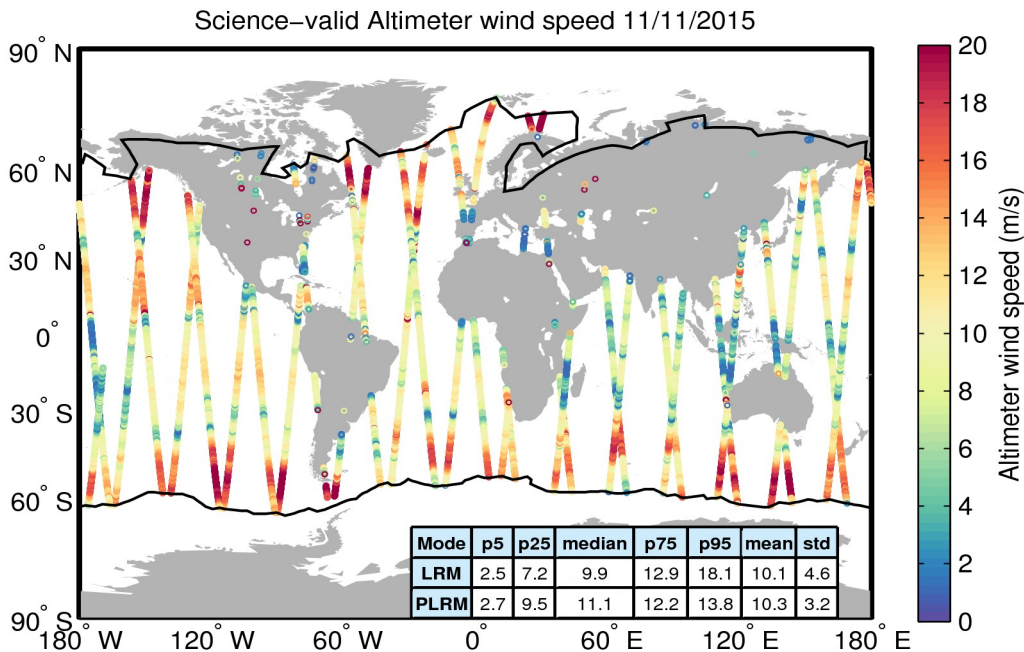 Science−valid Altimeter wind speed 11/11/2015
90° N
60° N
30° N
0°
30° S
60° S
90° S
180° W
120° W
60° W
0°
60° E
120° E
180° E
Mode p5 p25 median p75 p95 mean std
LRM 2.5 7.2 9.9 12.9 18.1 10.1 4.6
PLRM 2.7 9.5 11.1 12.2 13.8 10.3 3.2
20
18
16
14
12
10
8
6
4
2
0
Altimeter wind speed (m/s)